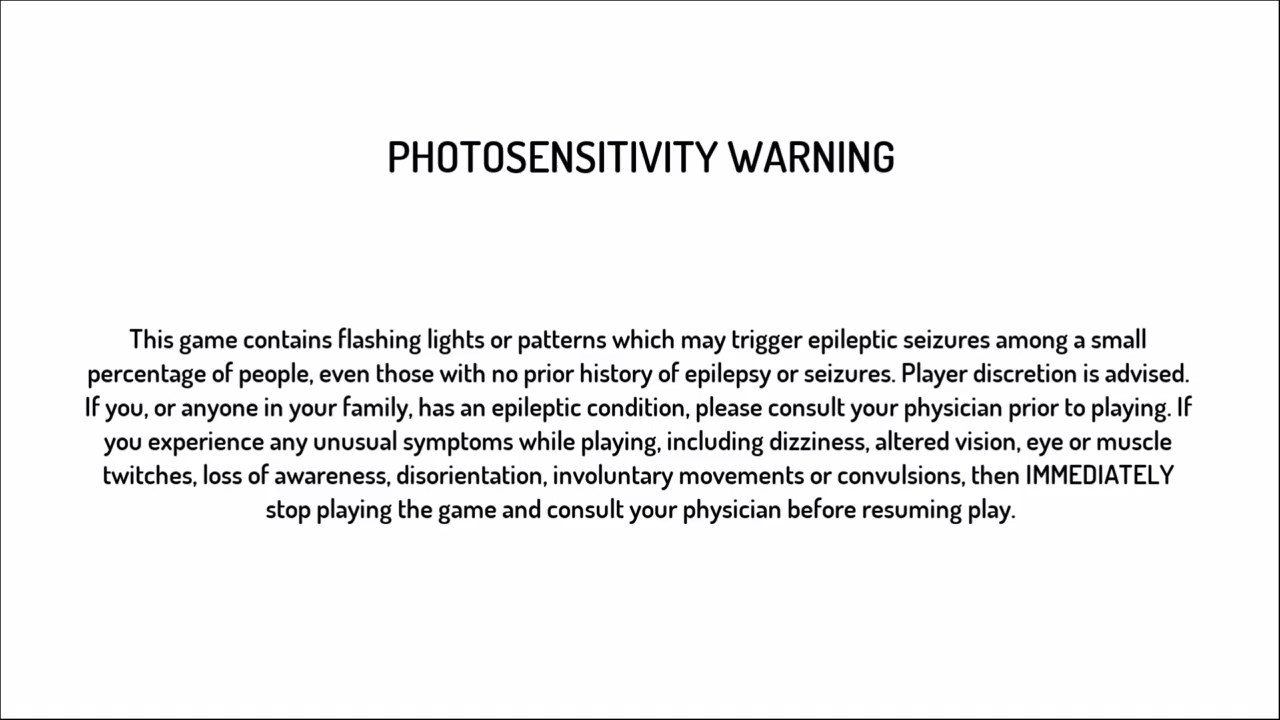 PHOTOSENSITIVITY WARNING
This game contains flashing lights or patterns which may trigger epileptic seizures among a small
percentage of people, even those with no prior history of epilepsy or seizures. Player discretion is advised.
If you, or anyone in your family, has an epileptic condition, please consult your physician prior to playing. If
you experience any unusual symptoms while playing, including dizziness, altered vision, eye or muscle
twitches, loss of awareness, disorientation, involuntary movements or convulsions, then IMMEDIATELY
stop playing the game and consult your physician before resuming play.